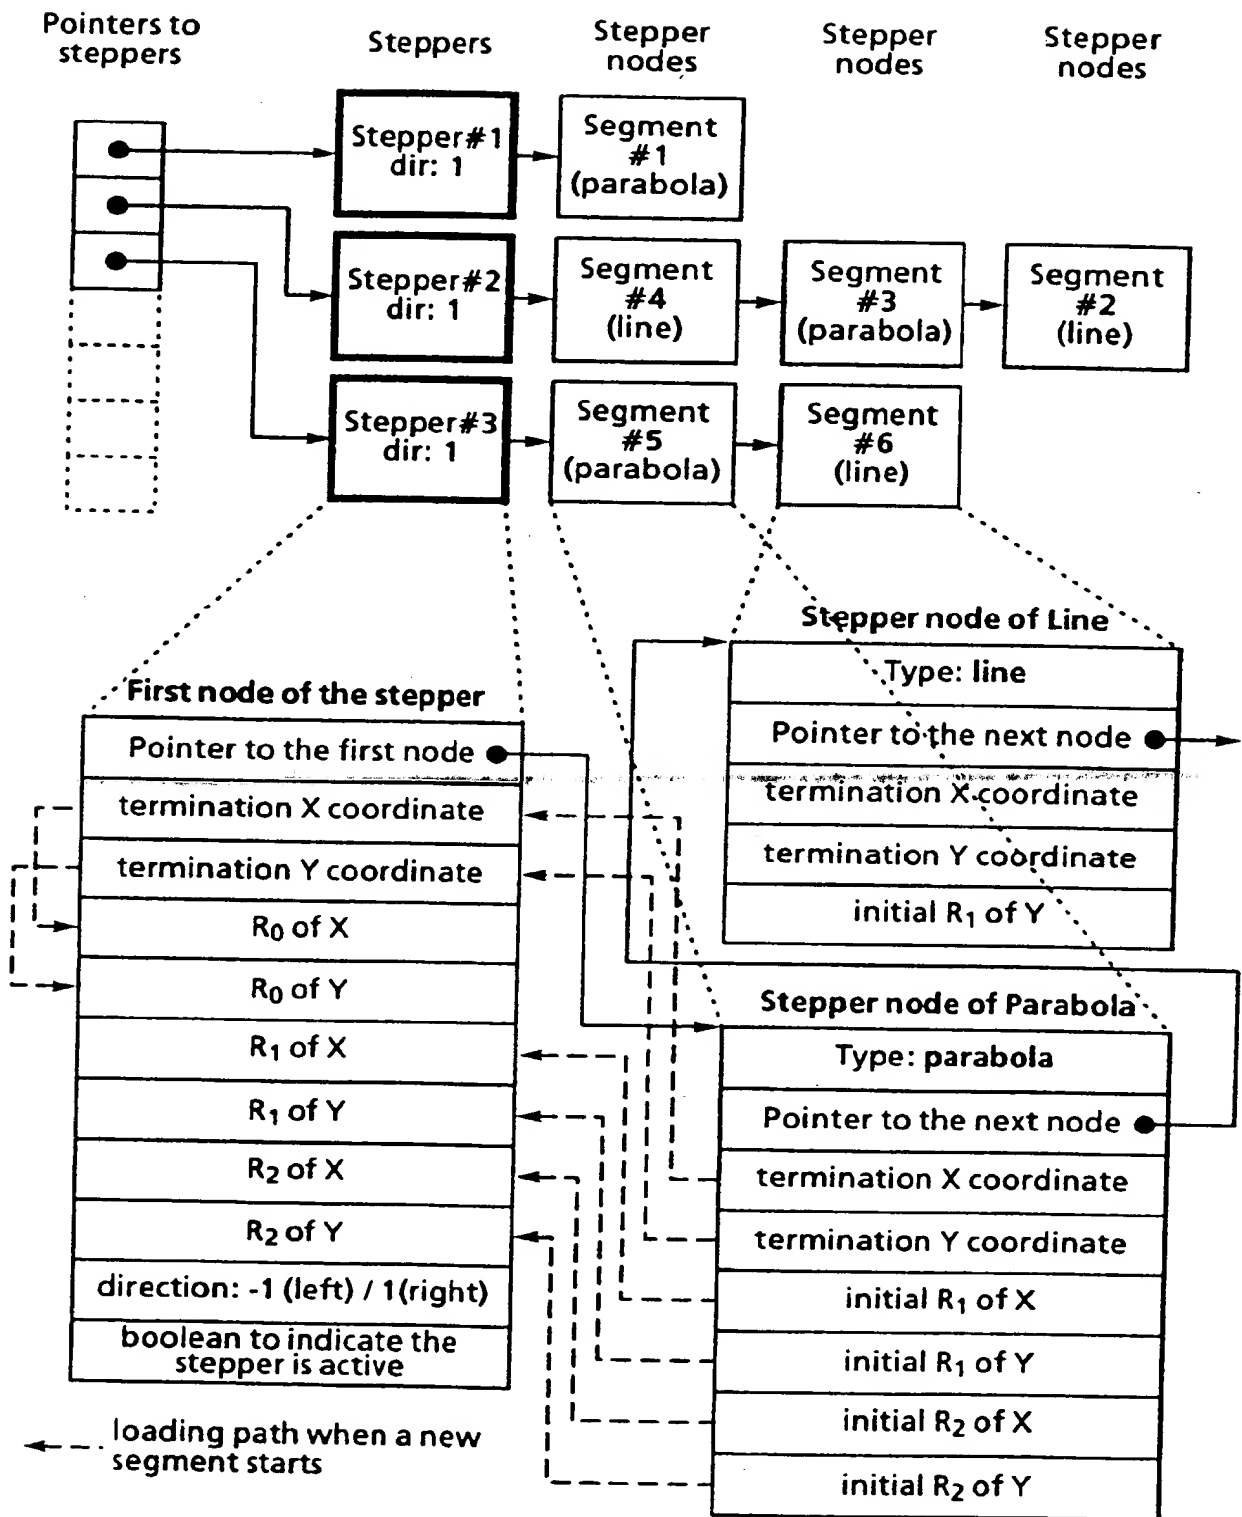 Pointers to
steppers
Steppers
Stepper
nodes
Stepper
nodes
Stepper
nodes
Stepper#1
dir: 1
Segment
#1
(parabola)
Stepper#2
dir: 1
Segment
#4
(line)
Segment
#3
(parabola)
Segment
#2
(line)
Stepper#3
dir: 1
Segment
#5
(parabola)
Segment
#6
(line)
First node of the stepper
Pointer to the first node
termination X coordinate
termination Y coordinate
R0 of X
R0 of Y
R1 of X
R1 of Y
R2 of X
R2 of Y
direction: -1 (left) / 1(right)
boolean to indicate the
stepper is active
loading path when a new
segment starts
Stepper node of Line
Type: line
Pointer to the next node
termination X coordinate
termination Y coordinate
initial R1 of Y
Stepper node of Parabola
Type: parabola
Pointer to the next node
termination X coordinate
termination Y coordinate
initial R1 of X
initial R1 of Y
initial R2 of X
initial R2 of Y